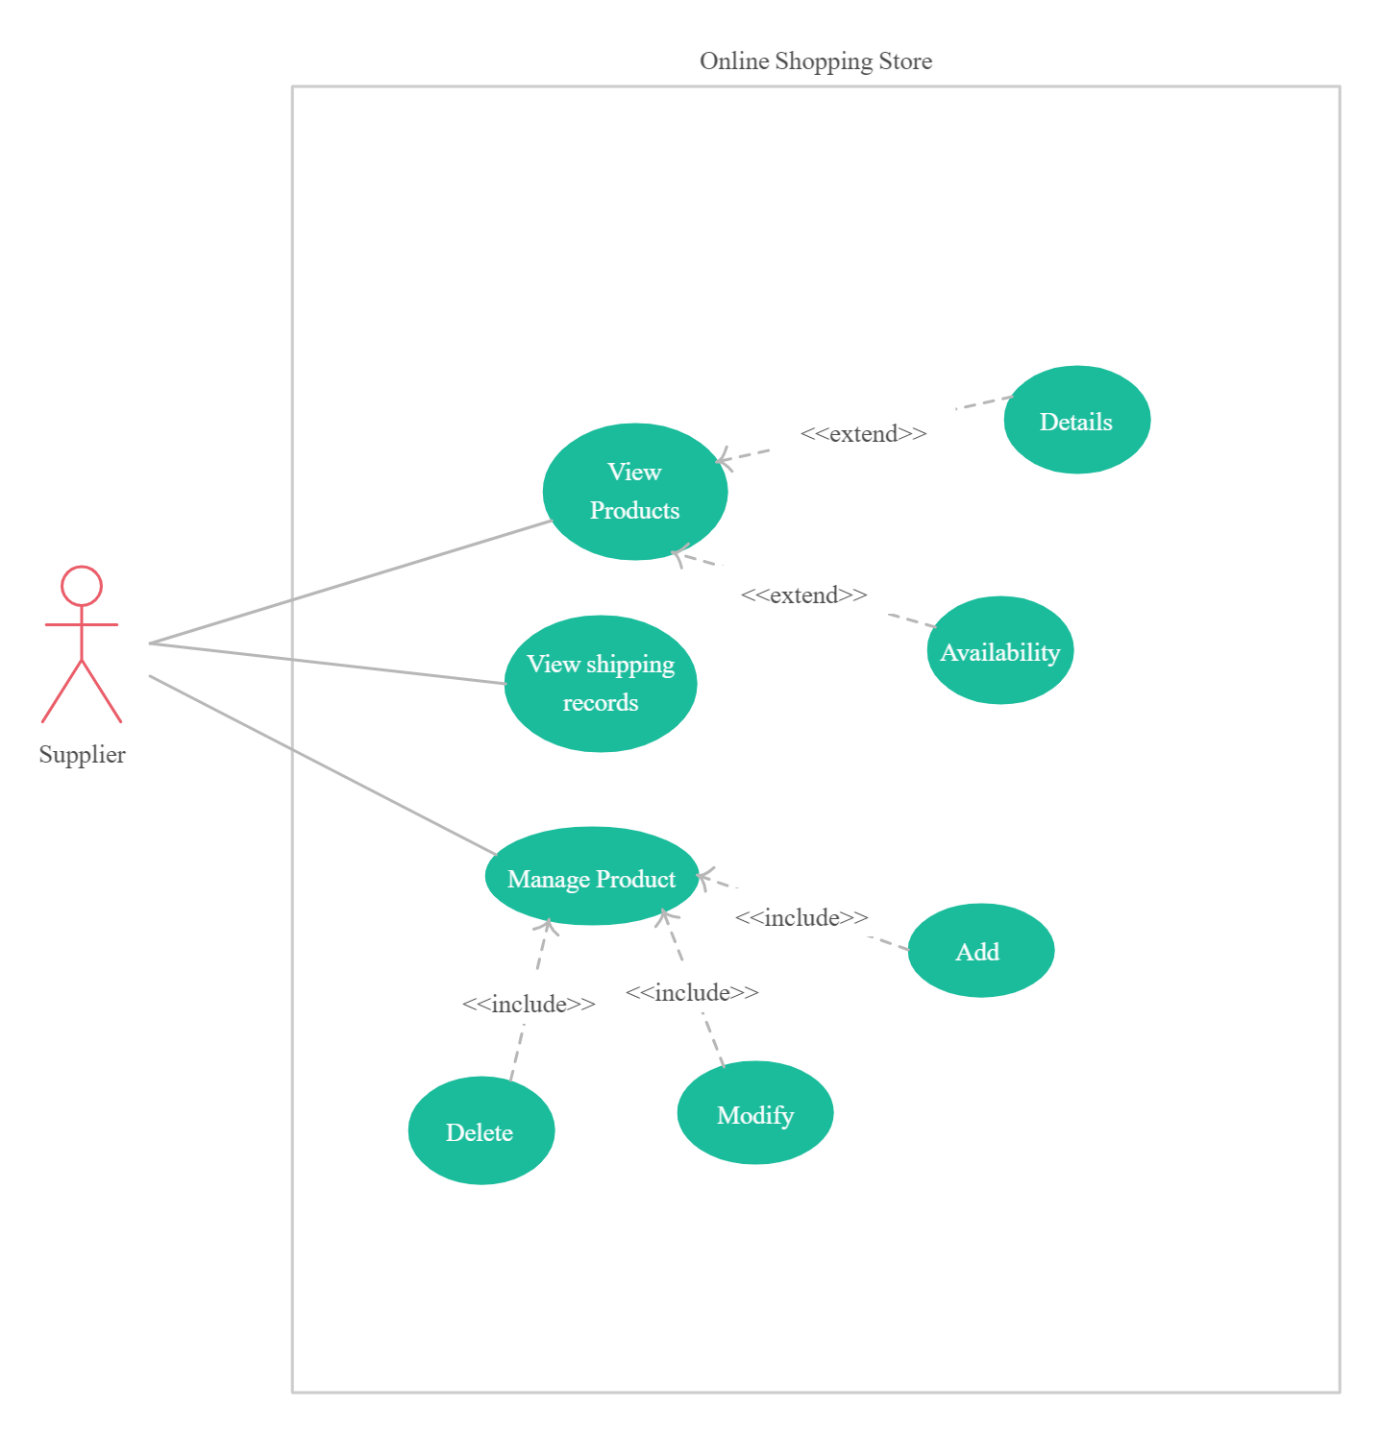 Online Shopping Store
Details
<<extend>>
View
Products
<<extend>>
Availability
View shipping
records
Supplier
Manage Product
<<include>>
Add
<<include>>
<<include>>
Modify
Delete